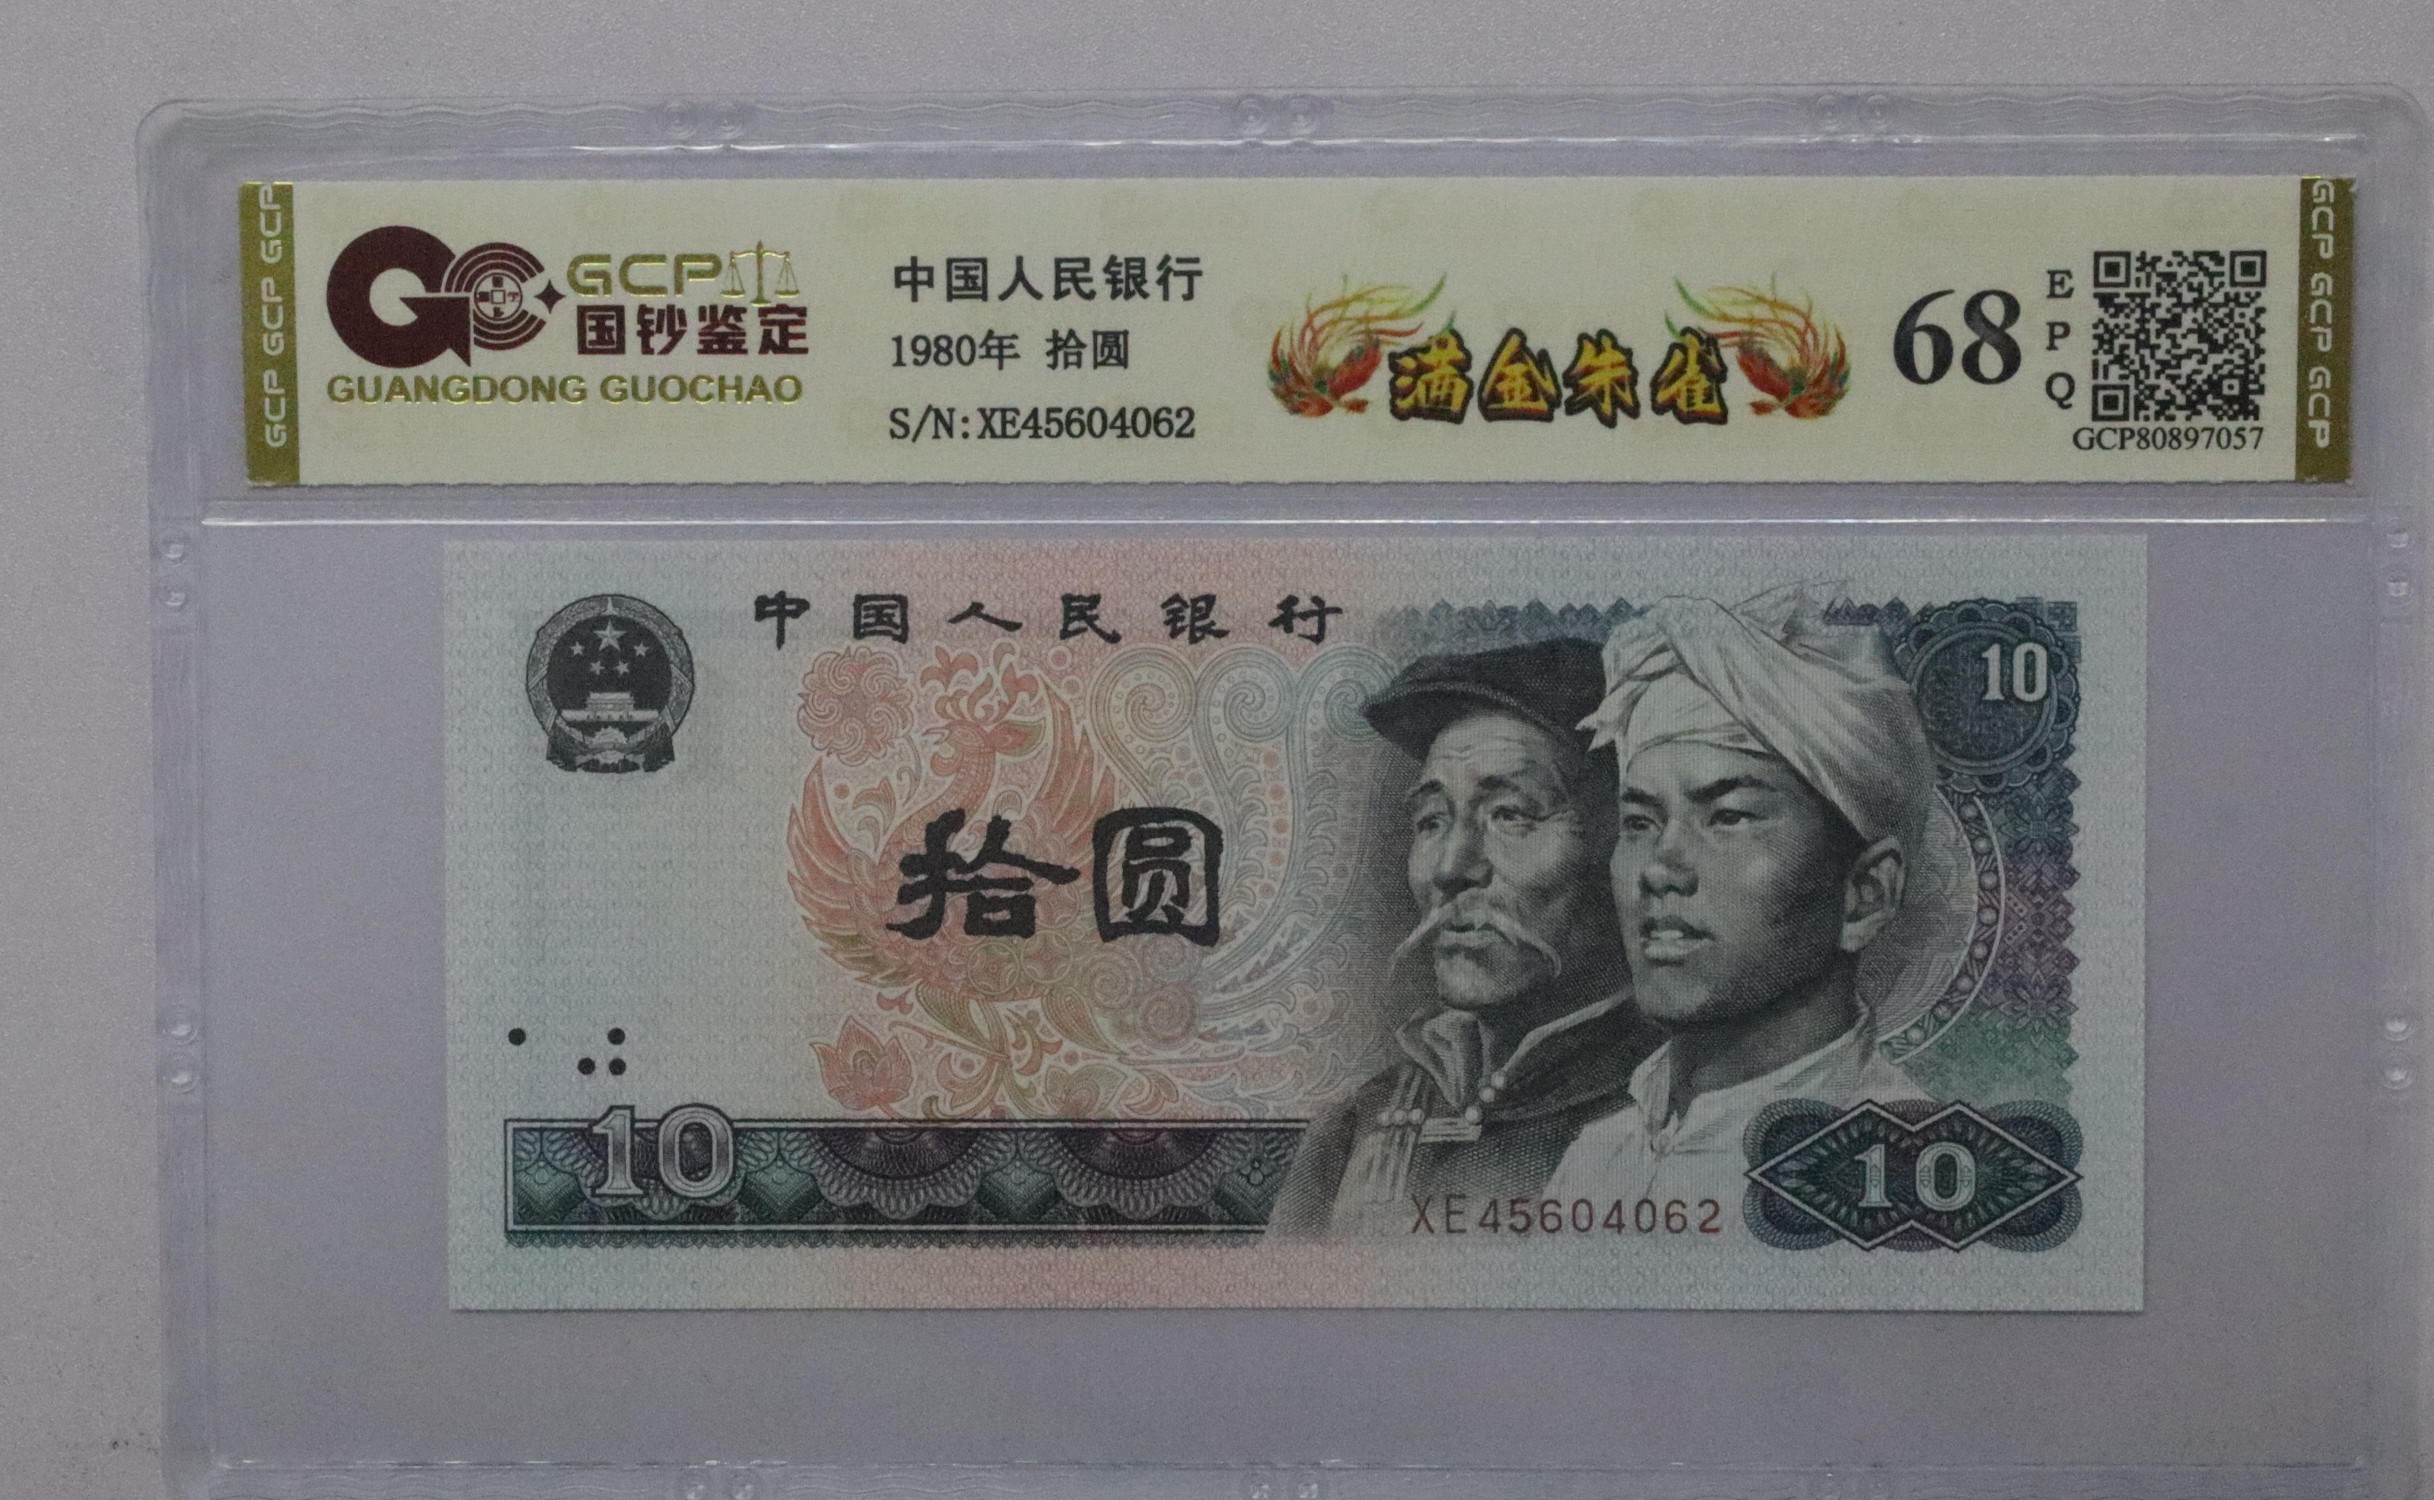 GCP GCP GCP
GCP
国钞鉴定
GUANGDONG GUOCHAO
中国人民银行
1980年 拾圆
S/N:XE45604062
满金朱雀
68
E
P
Q
GCP80897057
GCP GCP GCP
中国人民银行
10
拾圆
10
XE45604062
10